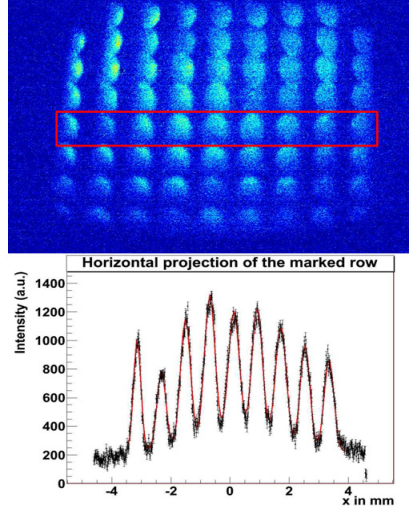 Horizontal projection of the marked row
Intensity (a.u.)
1400
1200
1000
800
600
400
200
0
-4 -2 0 2 4
x in mm